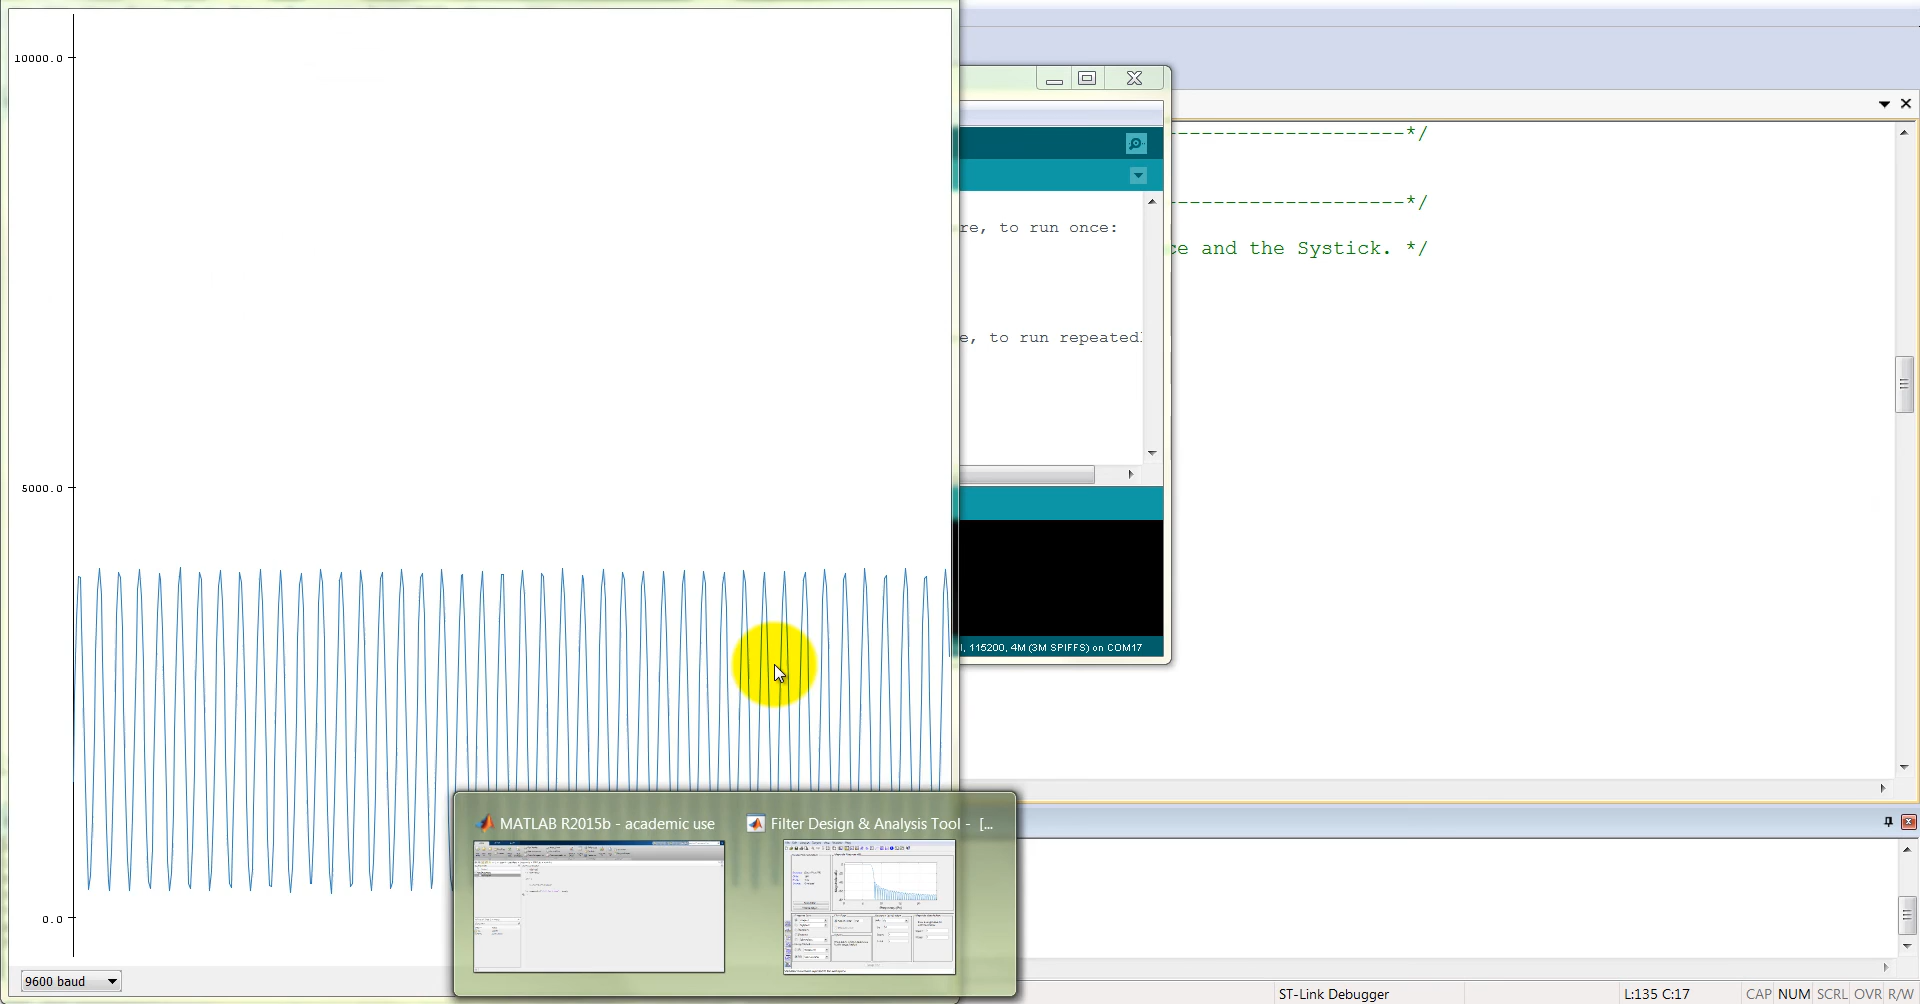 10000.0
5000.0
0.0
9600 baud
re, to run once:
e, to run repeatedl
, 115200, 4M (3M SPIFFS) on COM17
-------------------*/
-------------------*/
ce and the Systick. */
MATLAB R2015b - academic use
Filter Design & Analysis Tool - [...
ST-Link Debugger
L:135 C:17
CAP NUM SCRL OVR R/W